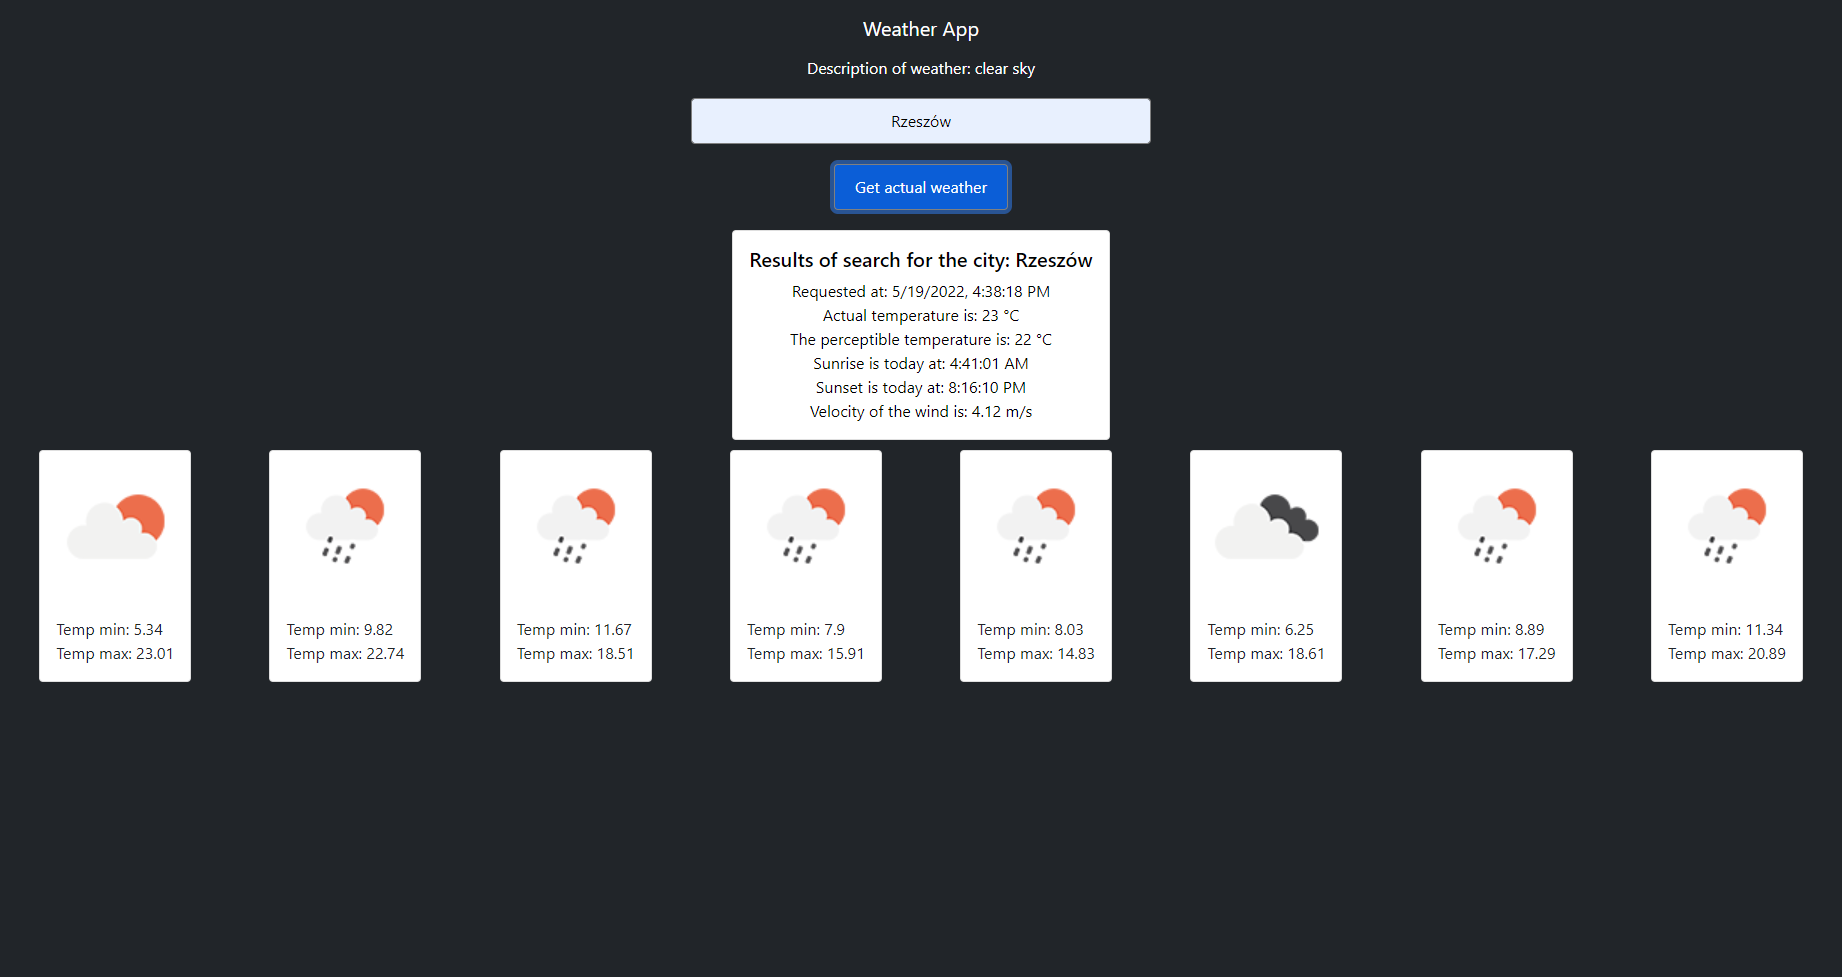 Weather App
Description of weather: clear sky
Rzeszów
Get actual weather
Results of search for the city: Rzeszów
Requested at: 5/19/2022, 4:38:18 PM
Actual temperature is: 23 °C
The perceptible temperature is: 22 °C
Sunrise is today at: 4:41:01 AM
Sunset is today at: 8:16:10 PM
Velocity of the wind is: 4.12 m/s
Temp min: 5.34
Temp max: 23.01
Temp min: 9.82
Temp max: 22.74
Temp min: 11.67
Temp max: 18.51
Temp min: 7.9
Temp max: 15.91
Temp min: 8.03
Temp max: 14.83
Temp min: 6.25
Temp max: 18.61
Temp min: 8.89
Temp max: 17.29
Temp min: 11.34
Temp max: 20.89